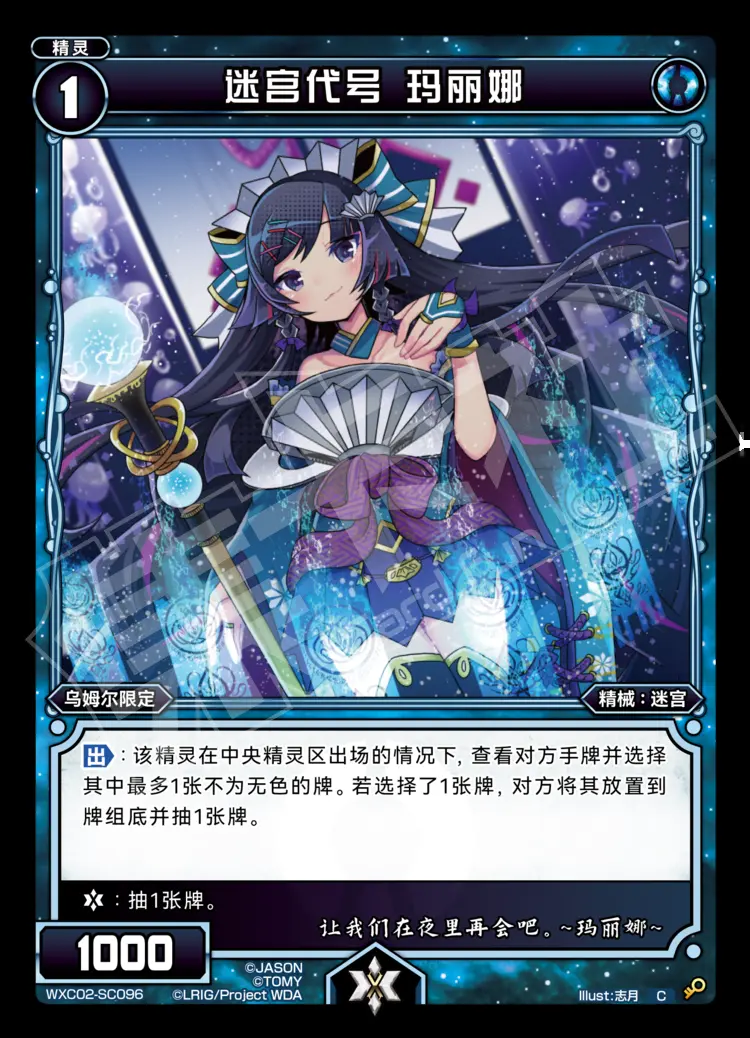 精灵
1
迷宫代号 玛丽娜
乌姆尔限定
精械:迷宫
出:该精灵在中央精灵区出场的情况下,查看对方手牌并选择
其中最多1张不为无色的牌。若选择了1张牌,对方将其放置到
牌组底并抽1张牌。
:抽1张牌。
让我们在夜里再会吧。~玛丽娜~
1000
©JASON
©TOMY
WXC02-SC096 ©LRIG/Project WDA
Illust:志月 C